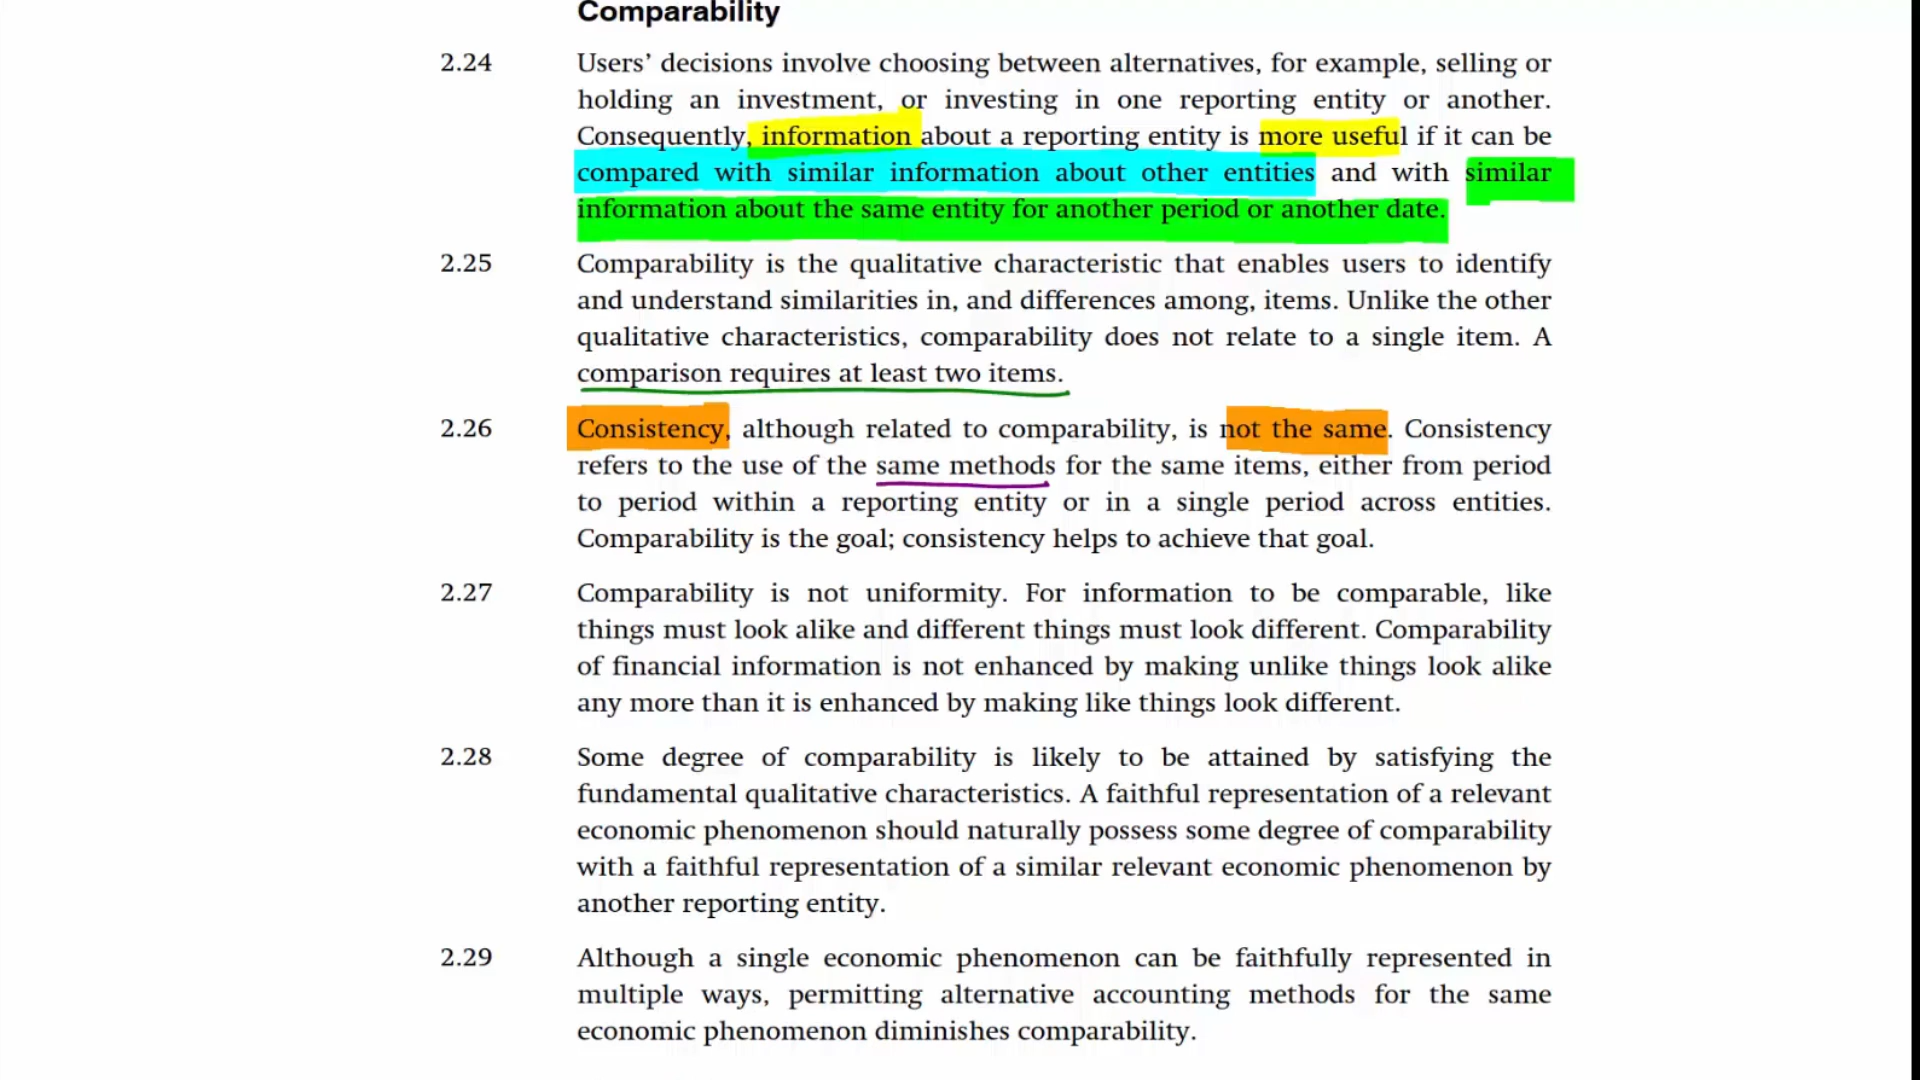 Comparability
2.24 Users’ decisions involve choosing between alternatives, for example, selling or
holding an investment, or investing in one reporting entity or another.
Consequently, information about a reporting entity is more useful if it can be
compared with similar information about other entities and with similar
information about the same entity for another period or another date.
2.25 Comparability is the qualitative characteristic that enables users to identify
and understand similarities in, and differences among, items. Unlike the other
qualitative characteristics, comparability does not relate to a single item. A
comparison requires at least two items.
2.26 Consistency, although related to comparability, is not the same. Consistency
refers to the use of the same methods for the same items, either from period
to period within a reporting entity or in a single period across entities.
Comparability is the goal; consistency helps to achieve that goal.
2.27 Comparability is not uniformity. For information to be comparable, like
things must look alike and different things must look different. Comparability
of financial information is not enhanced by making unlike things look alike
any more than it is enhanced by making like things look different.
2.28 Some degree of comparability is likely to be attained by satisfying the
fundamental qualitative characteristics. A faithful representation of a relevant
economic phenomenon should naturally possess some degree of comparability
with a faithful representation of a similar relevant economic phenomenon by
another reporting entity.
2.29 Although a single economic phenomenon can be faithfully represented in
multiple ways, permitting alternative accounting methods for the same
economic phenomenon diminishes comparability.